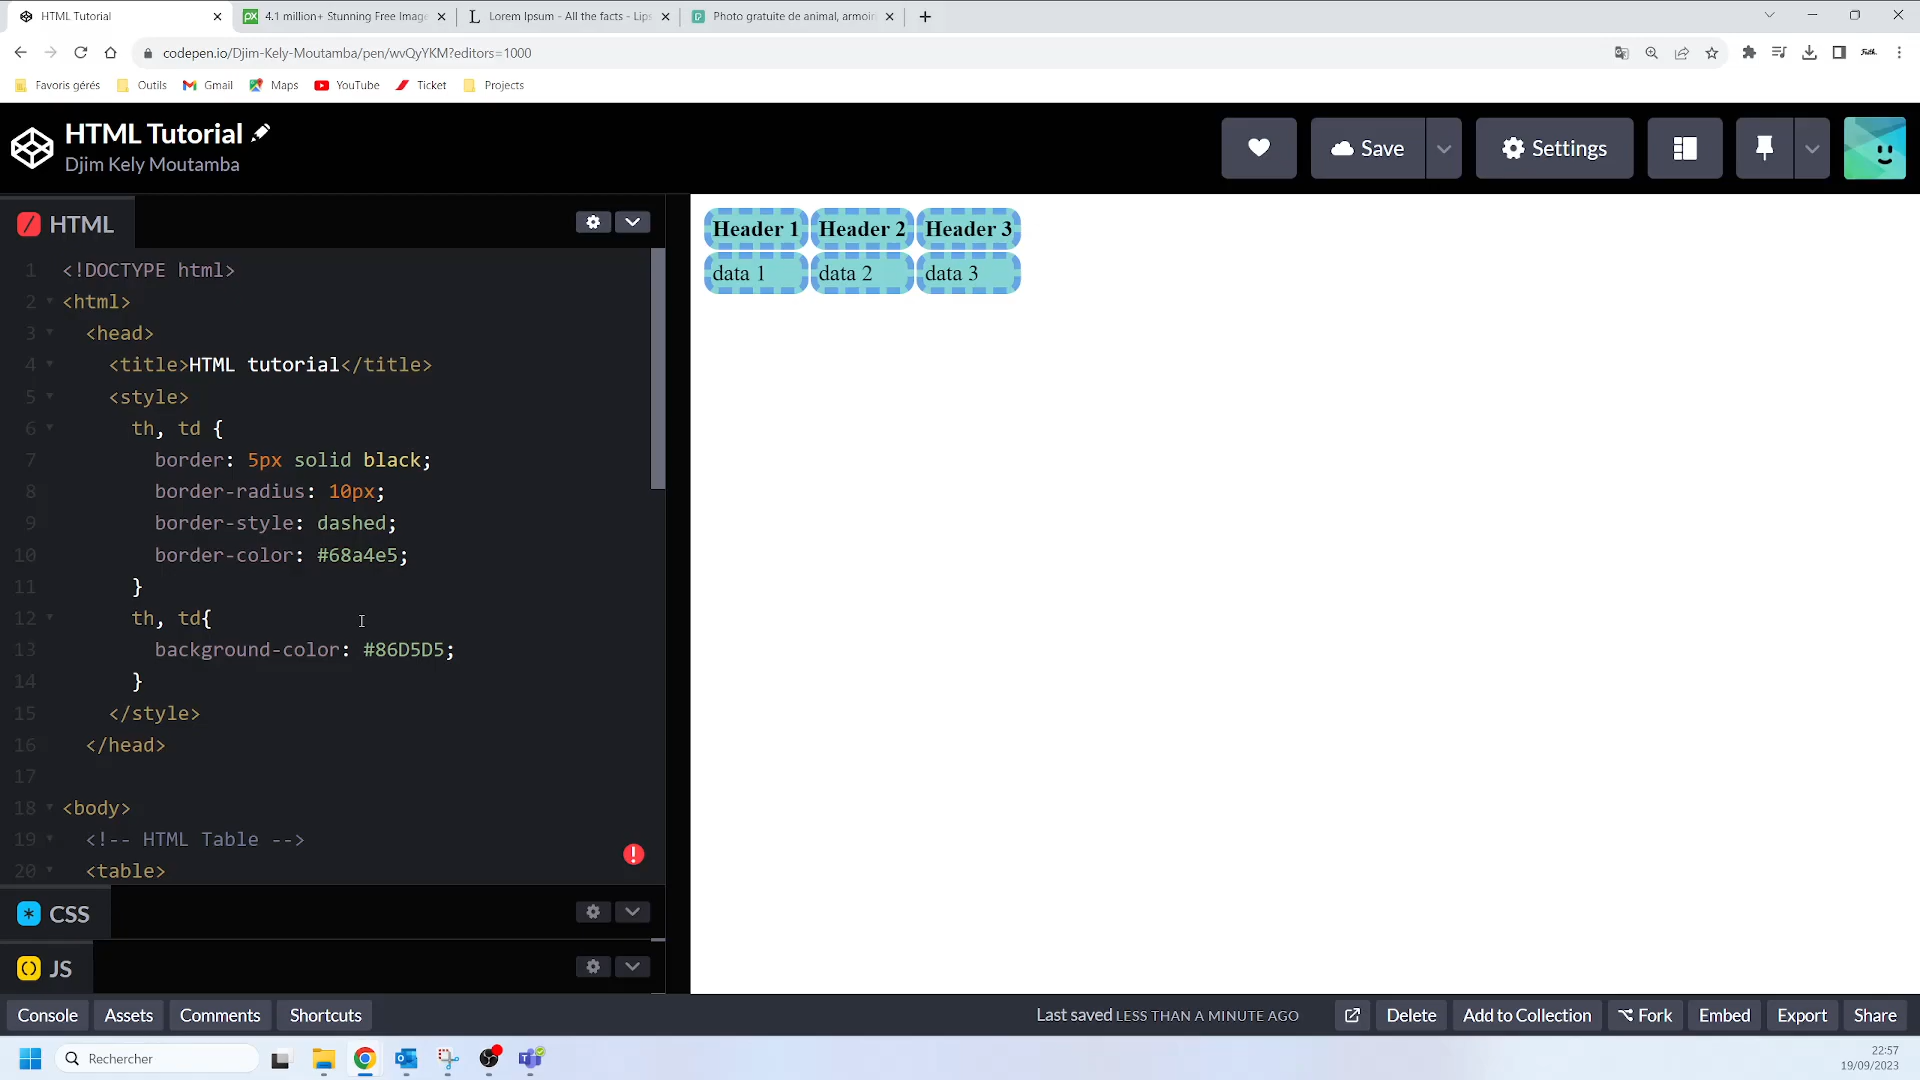 HTML Tutorial
4.1 million+ Stunning Free Image
Lorem Ipsum - All the facts - Lips
Photo gratuite de animal, armoir
codepen.io/Djim-Kely-Moutamba/pen/wvQyYKM?editors=1000
Favoris gérés
Outils
Gmail
Maps
YouTube
Ticket
Projects
HTML Tutorial
Djim Kely Moutamba
Save
Settings
HTML
1 <!DOCTYPE html>
2 <html>
3 <head>
4 <title>HTML tutorial</title>
5 <style>
6 th, td {
7 border: 5px solid black;
8 border-radius: 10px;
9 border-style: dashed;
10 border-color: #68a4e5;
11 }
12 th, td{
13 background-color: #86D5D5;
14 }
15 </style>
16 </head>
17
18 <body>
19 <!-- HTML Table -->
20 <table>
Header 1 Header 2 Header 3
data 1 data 2 data 3
CSS
JS
Console
Assets
Comments
Shortcuts
Last saved LESS THAN A MINUTE AGO
Delete
Add to Collection
Fork
Embed
Export
Share
Rechercher
22:57
19/09/2023